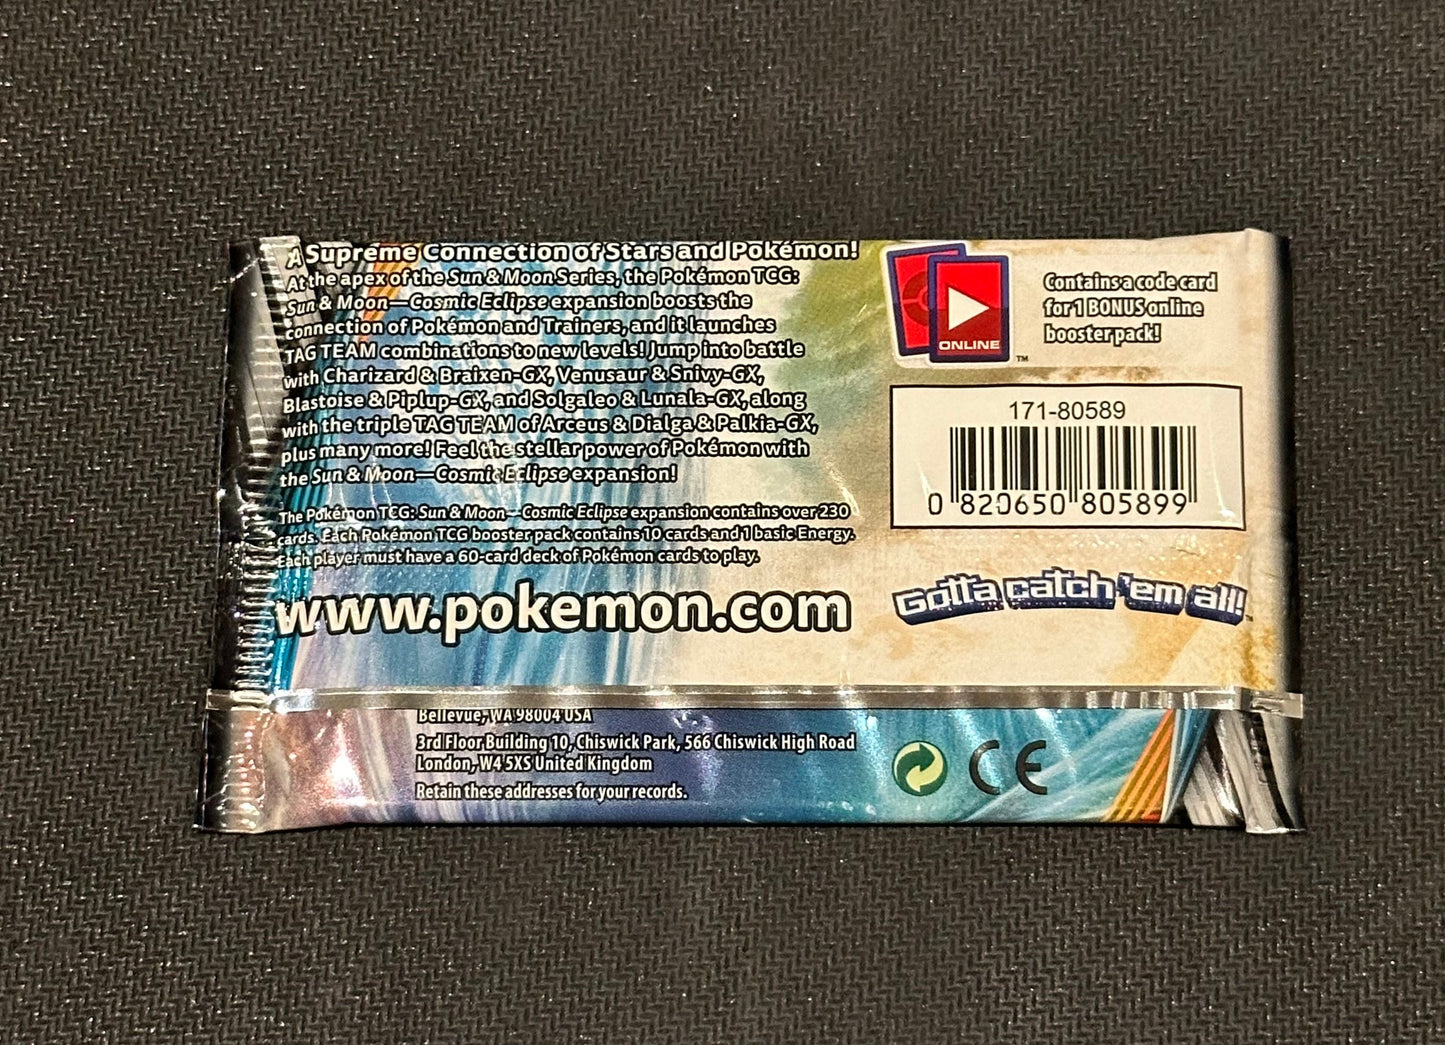 A Supreme Connection of Stars and Pokémon!
At the apex of the Sun & Moon Series, the Pokémon TCG:
Sun & Moon—Cosmic Eclipse expansion boosts the
connection of Pokémon and Trainers, and it launches
TAG TEAM combinations to new levels! Jump into battle
with Charizard & Braixen-GX, Venusaur & Snivy-GX,
Blastoise & Piplup-GX, and Solgaleo & Lunala-GX, along
with the triple TAG TEAM of Arceus & Dialga & Palkia-GX,
plus many more! Feel the stellar power of Pokémon with
the Sun & Moon—Cosmic Eclipse expansion!
The Pokémon TCG: Sun & Moon—Cosmic Eclipse expansion contains over 230
cards. Each Pokémon TCG booster pack contains 10 cards and 1 basic Energy.
Each player must have a 60-card deck of Pokémon cards to play.
www.pokemon.com
ONLINE
™
Contains a code card
for 1 BONUS online
booster pack!
171-80589
0 820650 805899
Gotta catch 'em all!™
Bellevue, WA 98004 USA
3rd Floor Building 10, Chiswick Park, 566 Chiswick High Road
London, W4 5XS United Kingdom
Retain these addresses for your records.
CE